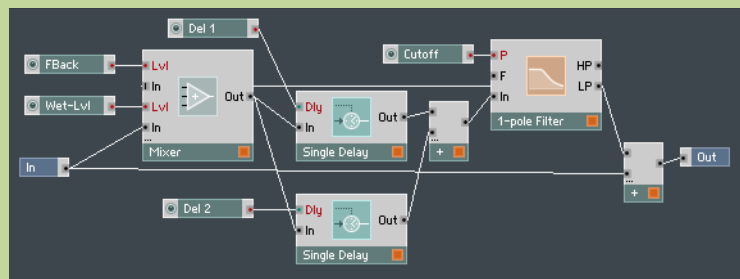 Del 1
FBack
Lvl
In
Wet-Lvl
Lvl
In
...
Out
Mixer
In
Dly
In
Out
Single Delay
...
+
Cutoff
P
F
In
HP
LP
1-pole Filter
...
+
Out
Del 2
Dly
In
Out
Single Delay